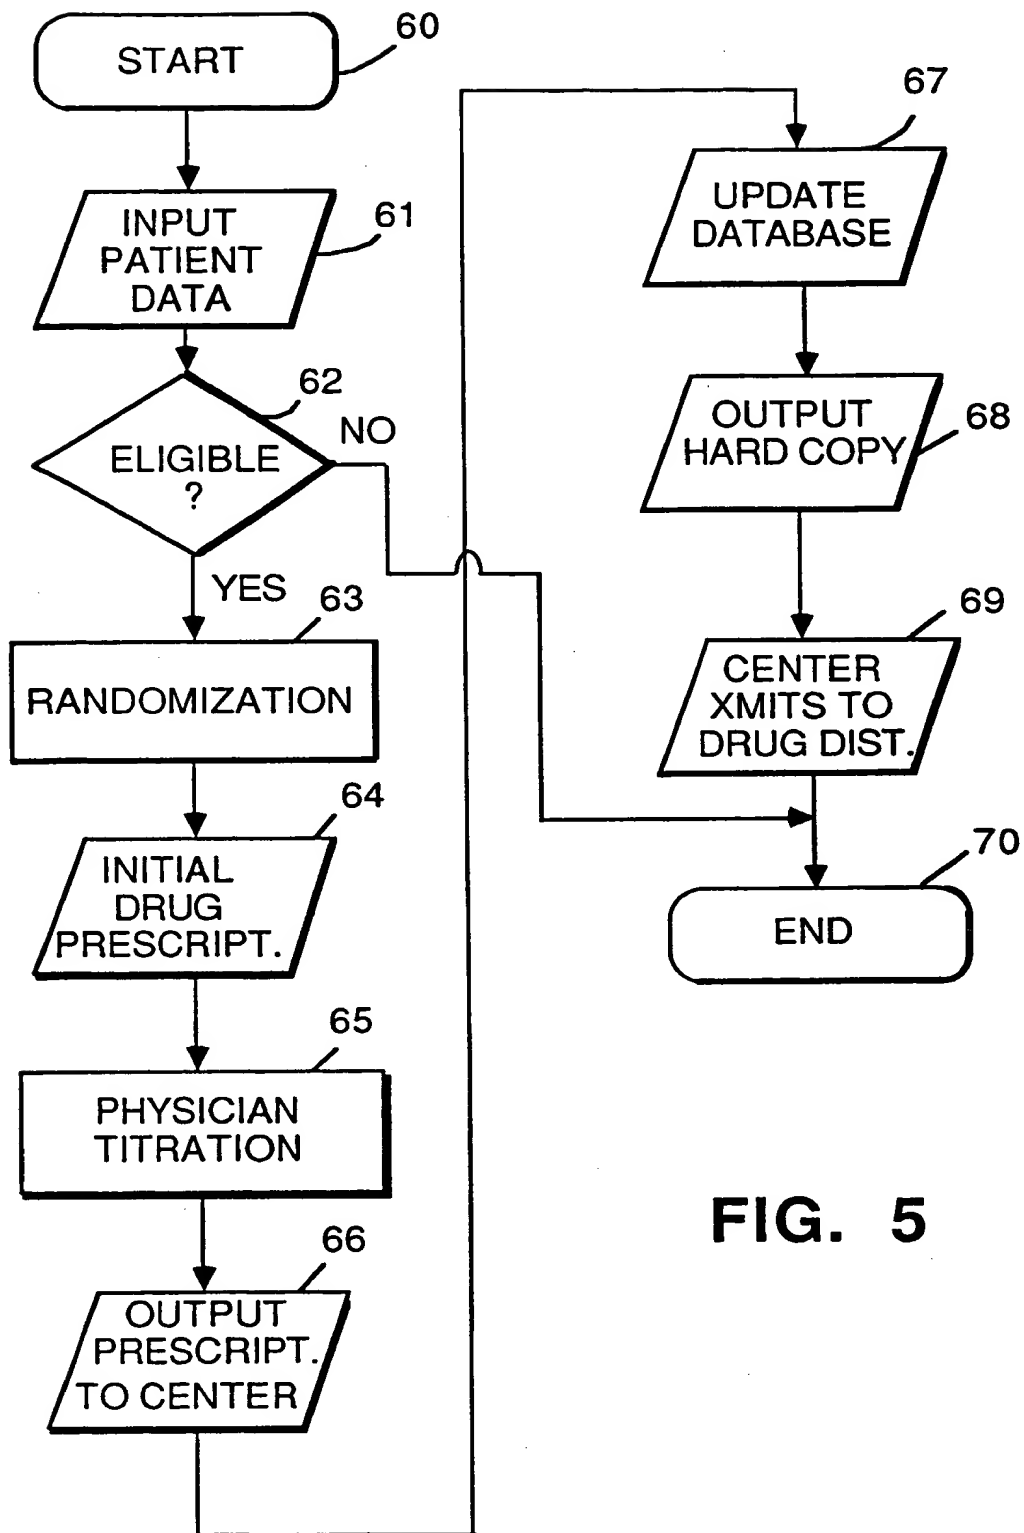 START
60
INPUT
PATIENT
DATA
61
62
ELIGIBLE
?
NO
YES
63
RANDOMIZATION
64
INITIAL
DRUG
PRESCRIPT.
65
PHYSICIAN
TITRATION
66
OUTPUT
PRESCRIPT.
TO CENTER
67
UPDATE
DATABASE
OUTPUT
HARD COPY
68
69
CENTER
XMITS TO
DRUG DIST.
70
END
FIG. 5